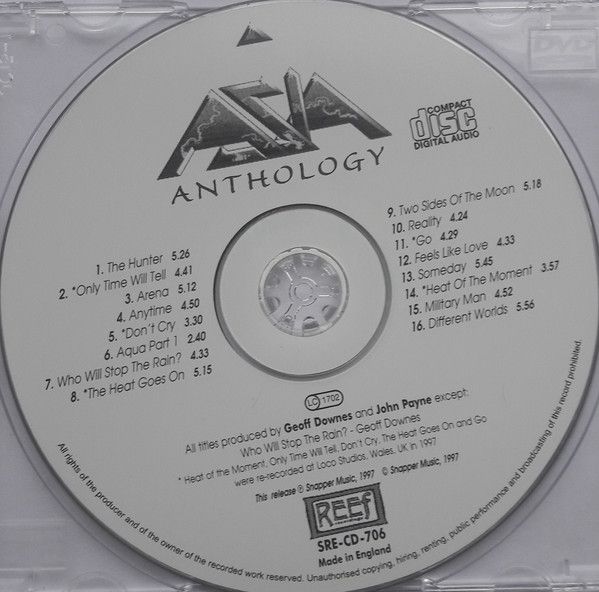 ASIA
ANTHOLOGY
COMPACT
disc
DIGITAL AUDIO
DVD
1. The Hunter 5.26
2. *Only Time Will Tell 4.41
3. Arena 5.12
4. Anytime 4.50
5. *Don't Cry 3.30
6. Aqua Part 1 2.40
7. Who Will Stop The Rain? 4.33
8. *The Heat Goes On 5.15
9. Two Sides Of The Moon 5.18
10. Reality 4.24
11. *Go 4.29
12. Feels Like Love 4.33
13. Someday 5.45
14. *Heat Of The Moment 3.57
15. Military Man 4.52
16. Different Worlds 5.56
LC 1702
All titles produced by Geoff Downes and John Payne except:
Who Will Stop The Rain? - Geoff Downes
* Heat of the Moment, Only Time Will Tell, Don't Cry, The Heat Goes On and Go
were re-recorded at Loco Studios, Wales, UK in 1997
This release ℗ Snapper Music, 1997 © Snapper Music, 1997
REEF
recordings
SRE-CD-706
Made in England
All rights of the producer and of the owner of the recorded work reserved. Unauthorised copying, hiring, renting, public performance and broadcasting of this record prohibited.